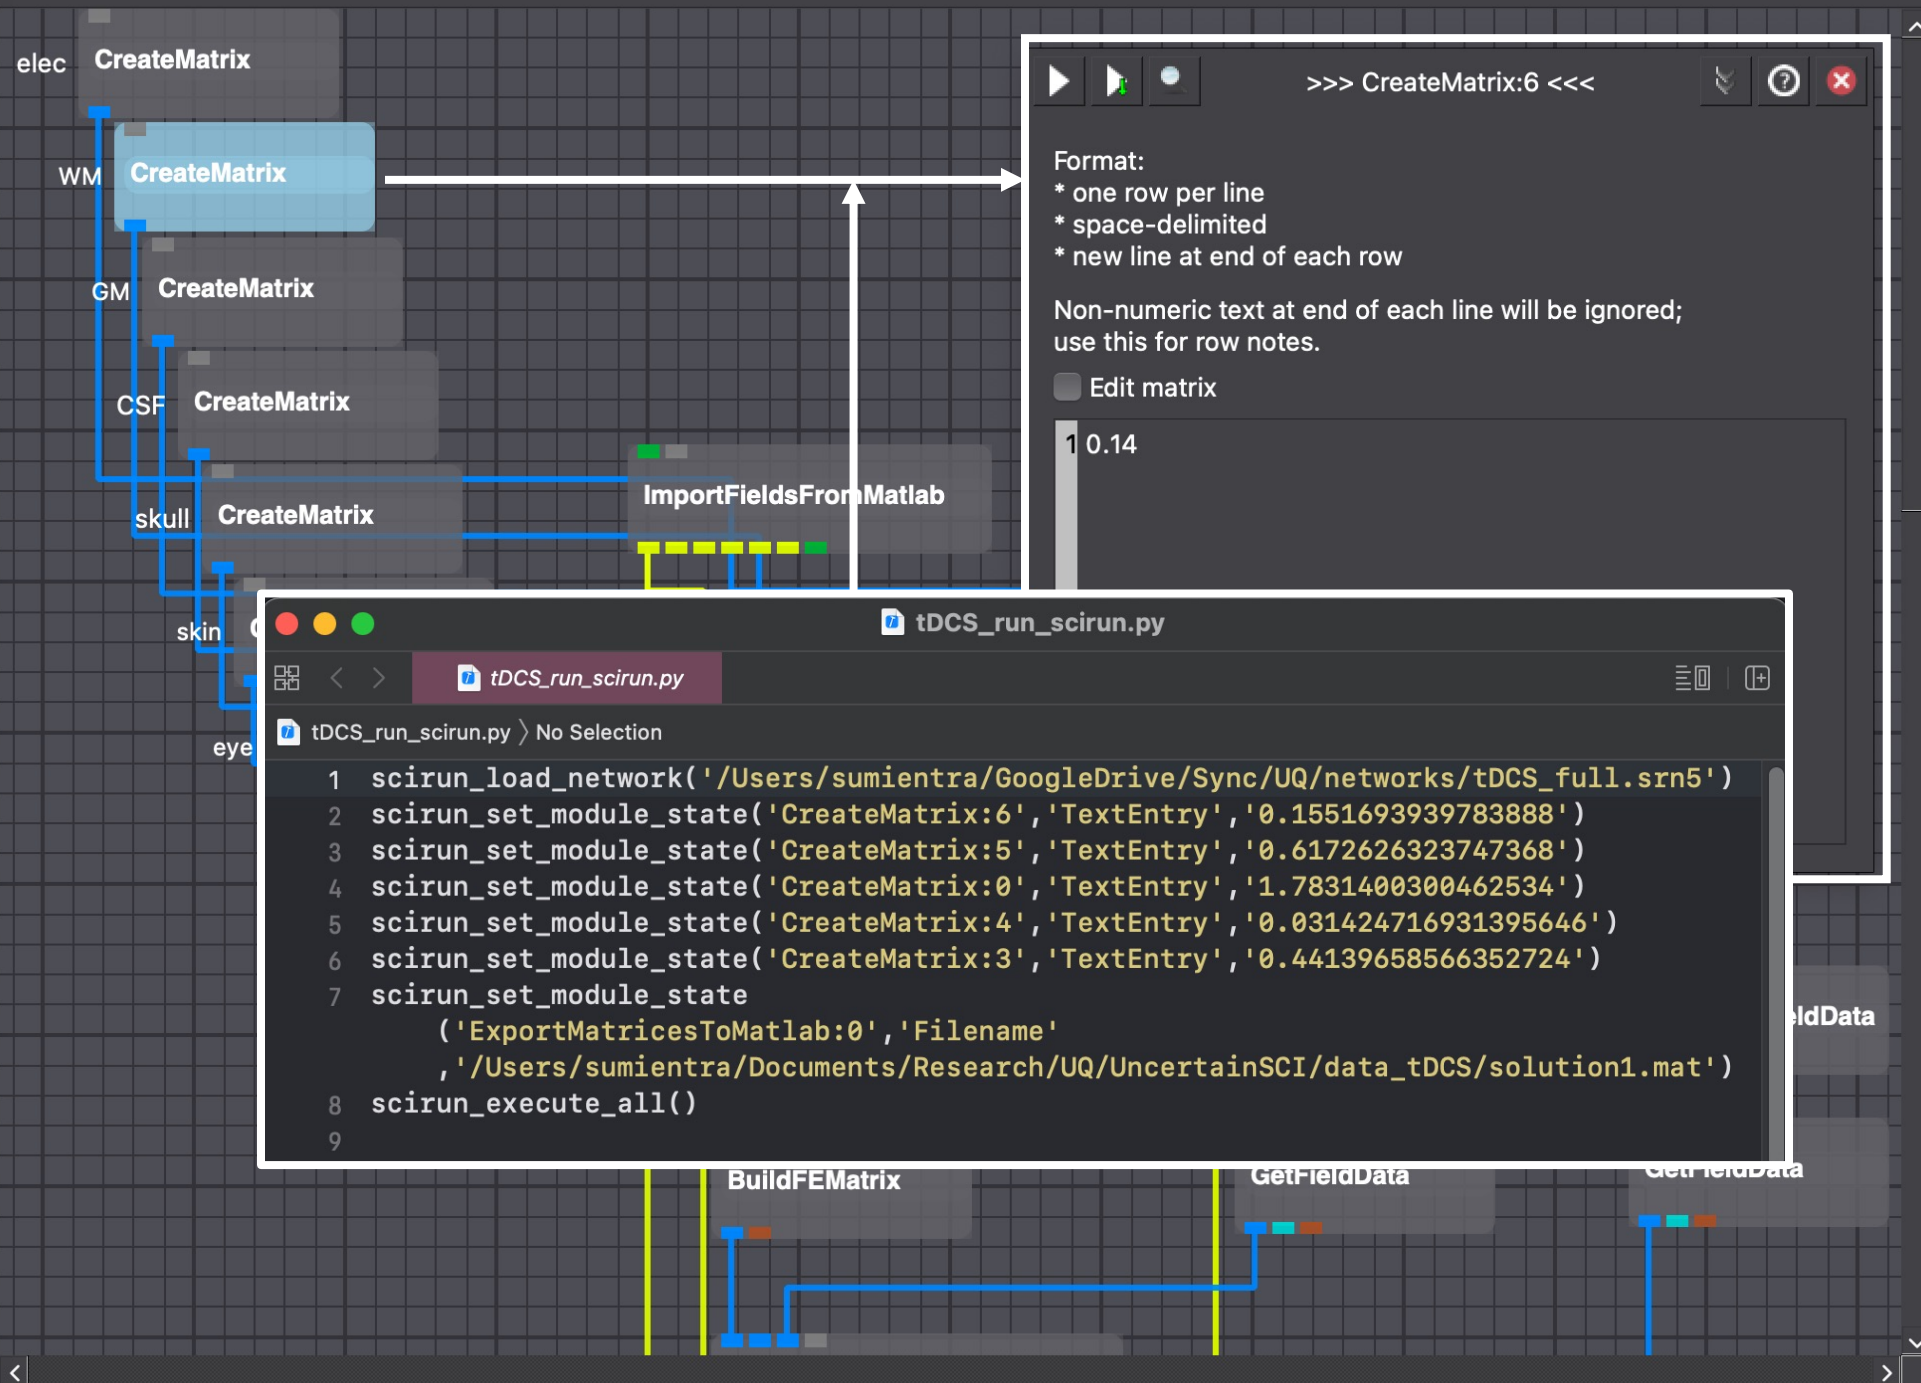 elec
CreateMatrix
WM
CreateMatrix
GM
CreateMatrix
CSF
CreateMatrix
skull
CreateMatrix
skin
eye
ImportFieldsFromMatlab
>>> CreateMatrix:6 <<<
Format:
* one row per line
* space-delimited
* new line at end of each row
Non-numeric text at end of each line will be ignored;
use this for row notes.
Edit matrix
1 0.14
tDCS_run_scirun.py
tDCS_run_scirun.py
tDCS_run_scirun.py 〉 No Selection
1 scirun_load_network('/Users/sumientra/GoogleDrive/Sync/UQ/networks/tDCS_full.srn5')
2 scirun_set_module_state('CreateMatrix:6','TextEntry','0.1551693939783888')
3 scirun_set_module_state('CreateMatrix:5','TextEntry','0.6172626323747368')
4 scirun_set_module_state('CreateMatrix:0','TextEntry','1.7831400300462534')
5 scirun_set_module_state('CreateMatrix:4','TextEntry','0.031424716931395646')
6 scirun_set_module_state('CreateMatrix:3','TextEntry','0.44139658566352724')
7 scirun_set_module_state
('ExportMatricesToMatlab:0','Filename'
,'/Users/sumientra/Documents/Research/UQ/UncertainSCI/data_tDCS/solution1.mat')
8 scirun_execute_all()
9
ldData
BuildFEMatrix
GetFieldData
GetFieldData